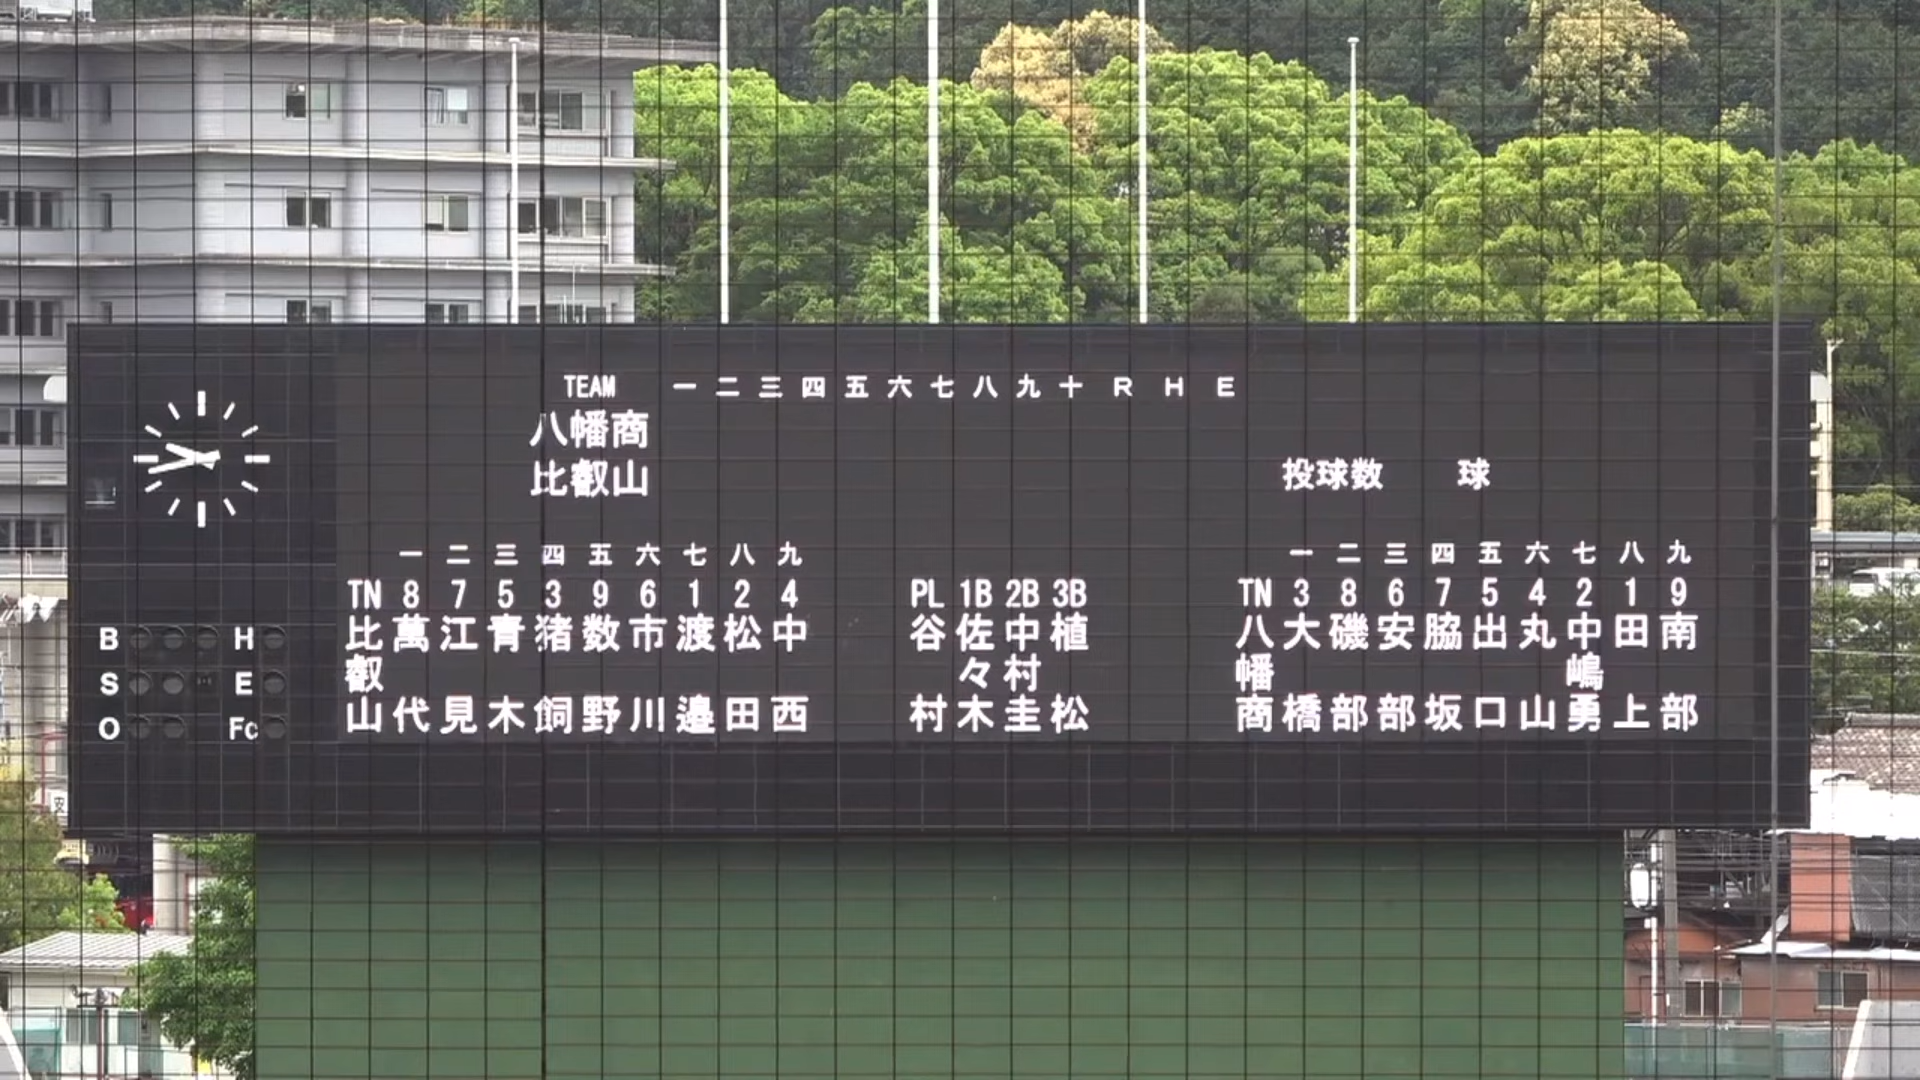 TEAM 一 二 三 四 五 六 七 八 九 十 R H E
八幡商
比叡山
投球数 球
一 二 三 四 五 六 七 八 九
TN 8 7 5 3 9 6 1 2 4
比叡山
萬代
江見
青木
猪飼
数野
市川
渡邉
松田
中西
PL 1B 2B 3B
谷村
佐々木
中村圭
植松
一 二 三 四 五 六 七 八 九
TN 3 8 6 7 5 4 2 1 9
八幡商
大橋
磯部
安部
脇坂
出口
丸山
中嶋勇
田上
南部
B H
S E
O Fc